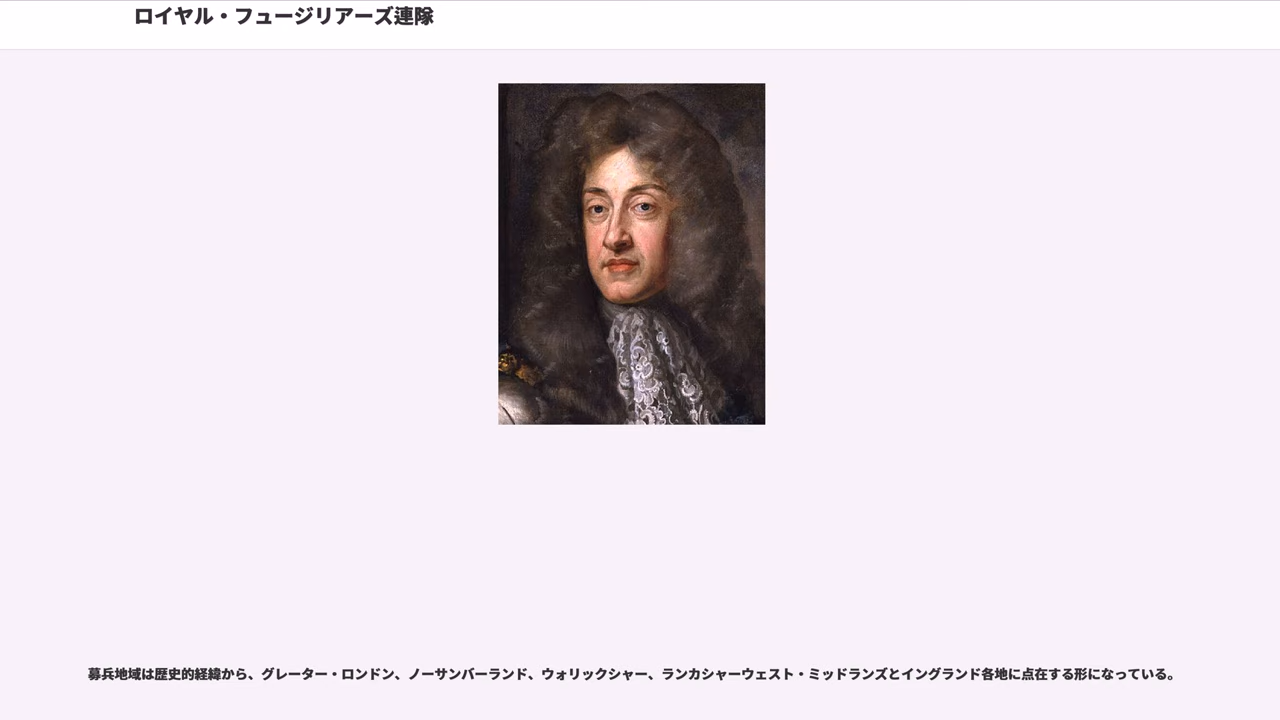 ロイヤル・フュージリアーズ連隊
募兵地域は歴史的経緯から、グレーター・ロンドン、ノーサンバーランド、ウォリックシャー、ランカシャーウェスト・ミッドランズとイングランド各地に点在する形になっている。